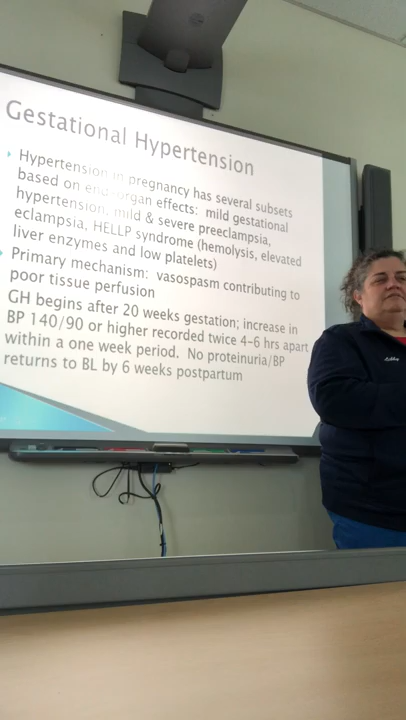 Gestational Hypertension
Hypertension in pregnancy has several subsets
based on end-organ effects: mild gestational
hypertension, mild & severe preeclampsia,
eclampsia, HELLP syndrome (hemolysis, elevated
liver enzymes and low platelets)
Primary mechanism: vasospasm contributing to
poor tissue perfusion
GH begins after 20 weeks gestation; increase in
BP 140/90 or higher recorded twice 4-6 hrs apart
within a one week period. No proteinuria/BP
returns to BL by 6 weeks postpartum